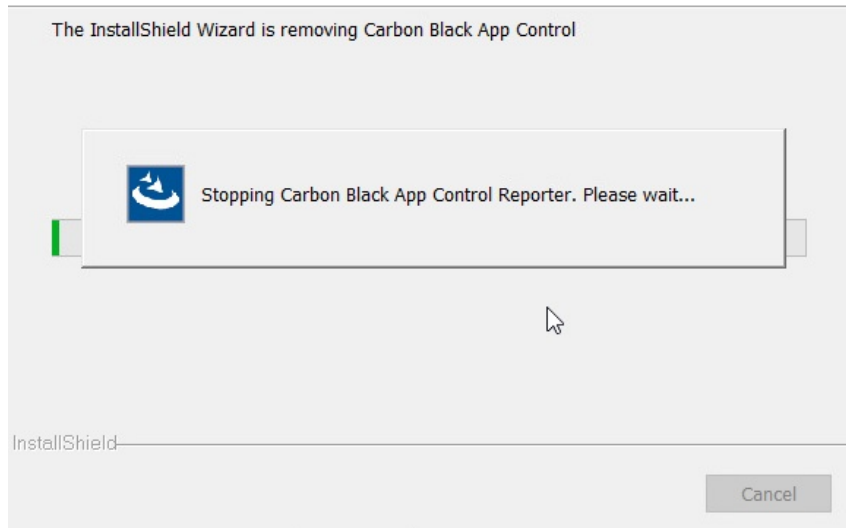 The InstallShield Wizard is removing Carbon Black App Control
Stopping Carbon Black App Control Reporter. Please wait...
InstallShield
Cancel